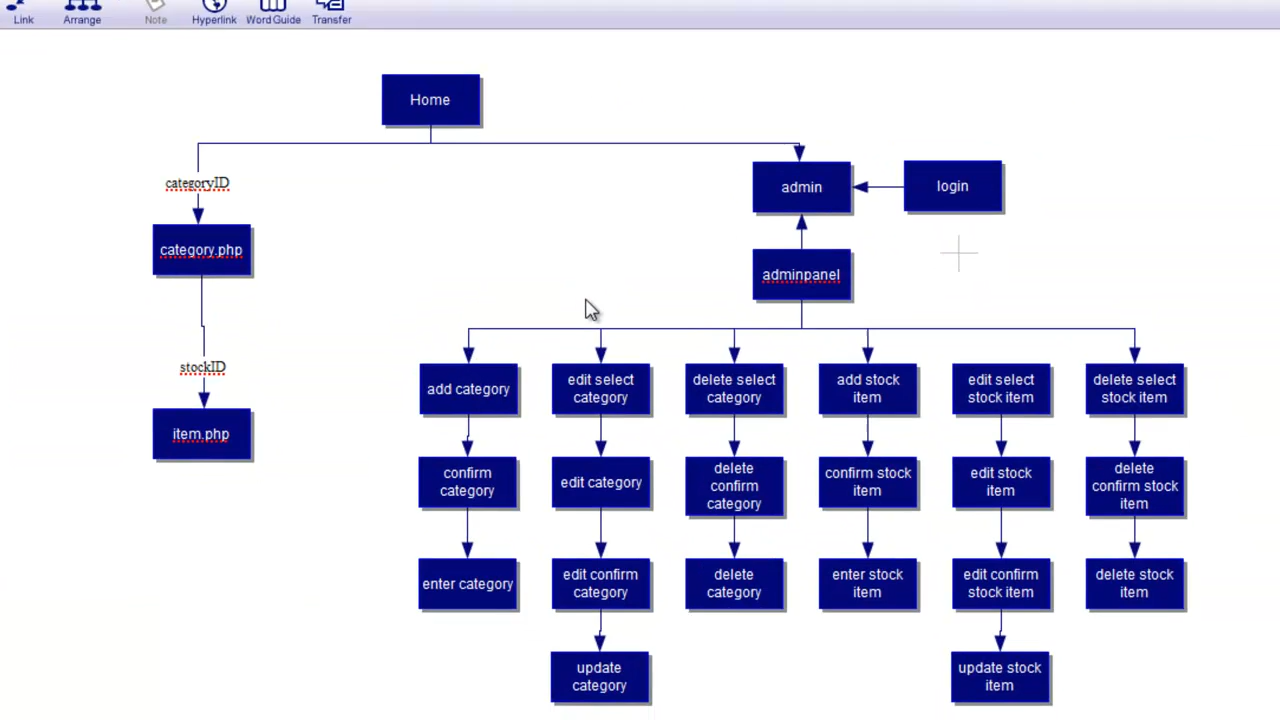 Link
Arrange
Note
Hyperlink
Word Guide
Transfer
Home
admin
login
categoryID
category.php
adminpanel
stockID
item.php
add category
edit select
category
delete select
category
add stock
item
edit select
stock item
delete select
stock item
confirm
category
edit category
delete
confirm
category
confirm stock
item
edit stock
item
delete
confirm stock
item
enter category
edit confirm
category
delete
category
enter stock
item
edit confirm
stock item
delete stock
item
update
category
update stock
item